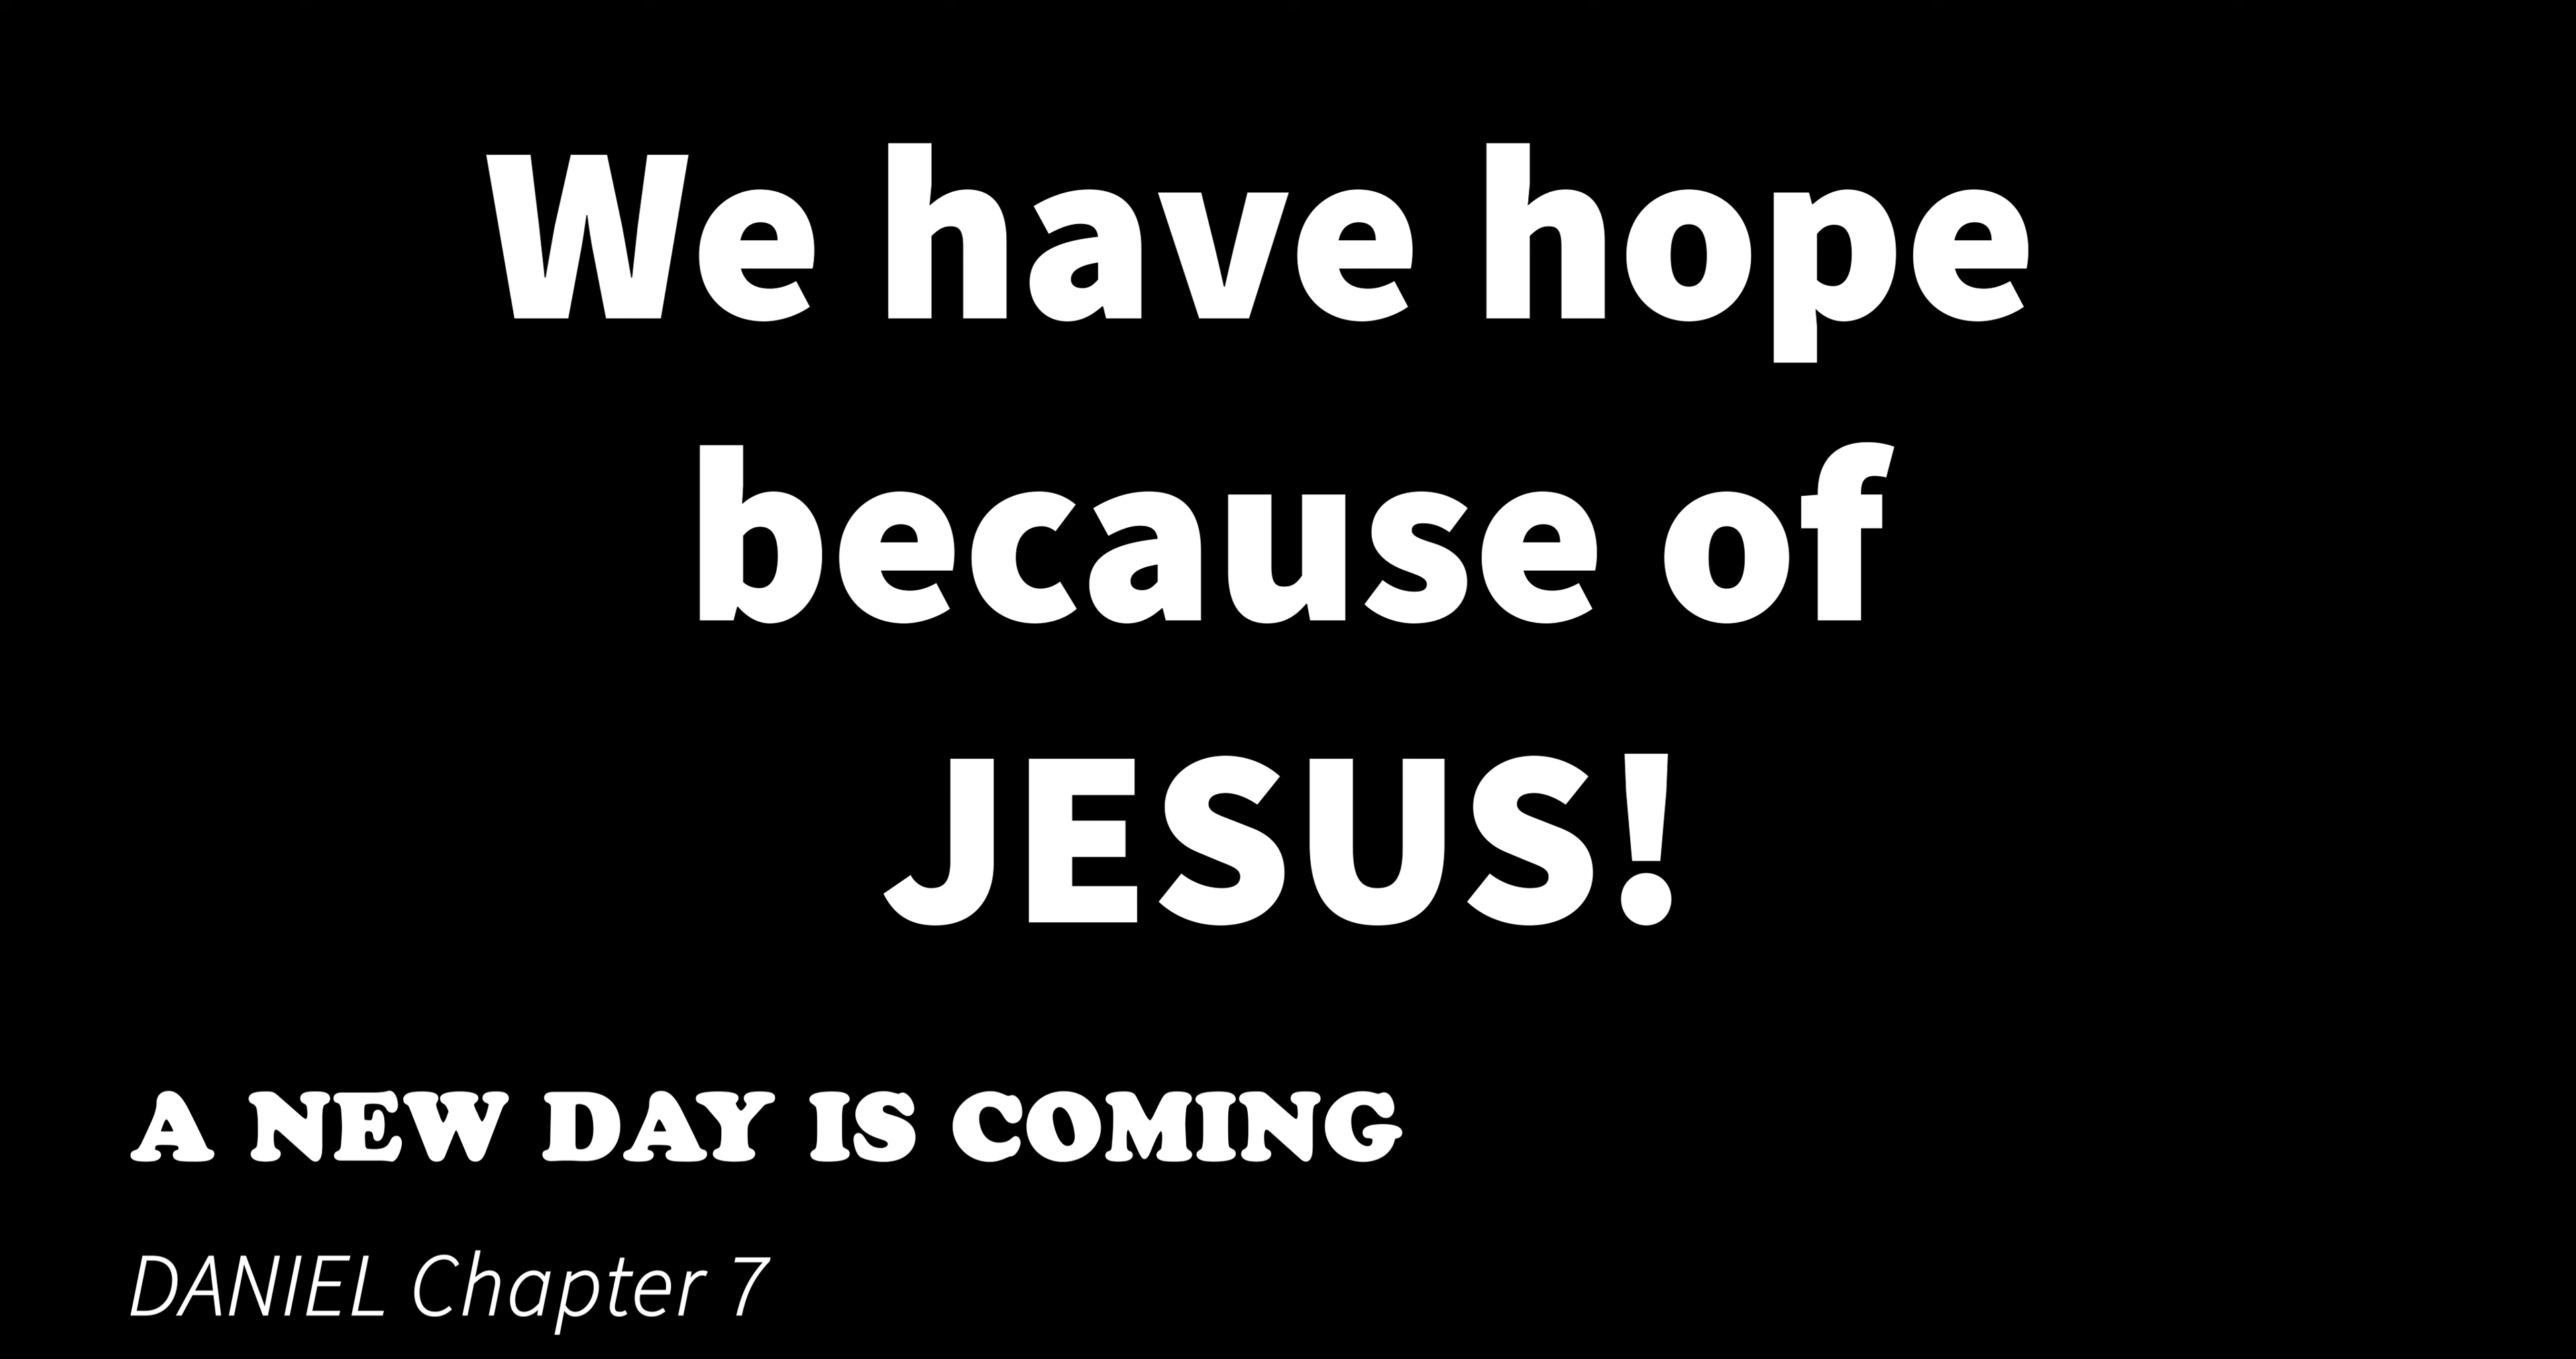 We have hope
because of
JESUS!
A NEW DAY IS COMING
DANIEL Chapter 7